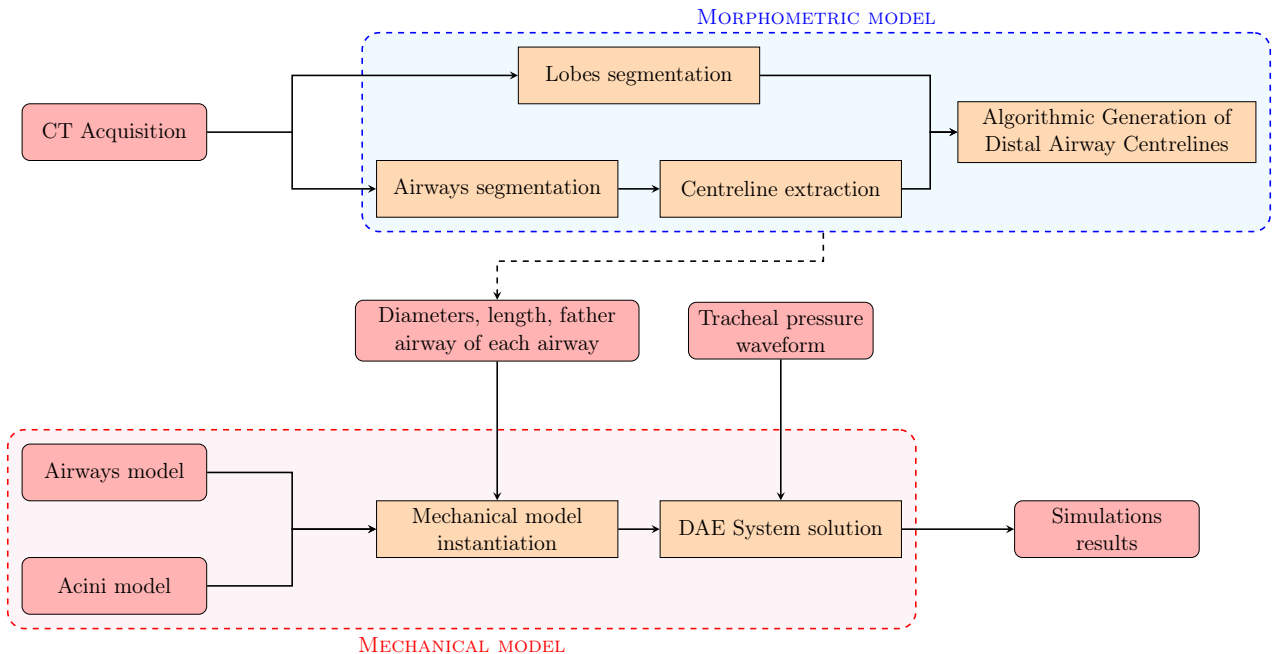 MORPHOMETRIC MODEL
Lobes segmentation
CT Acquisition
Algorithmic Generation of
Distal Airway Centrelines
Airways segmentation
Centreline extraction
Diameters, length, father
airway of each airway
Tracheal pressure
waveform
Airways model
Mechanical model
instantiation
DAE System solution
Simulations
results
Acini model
MECHANICAL MODEL